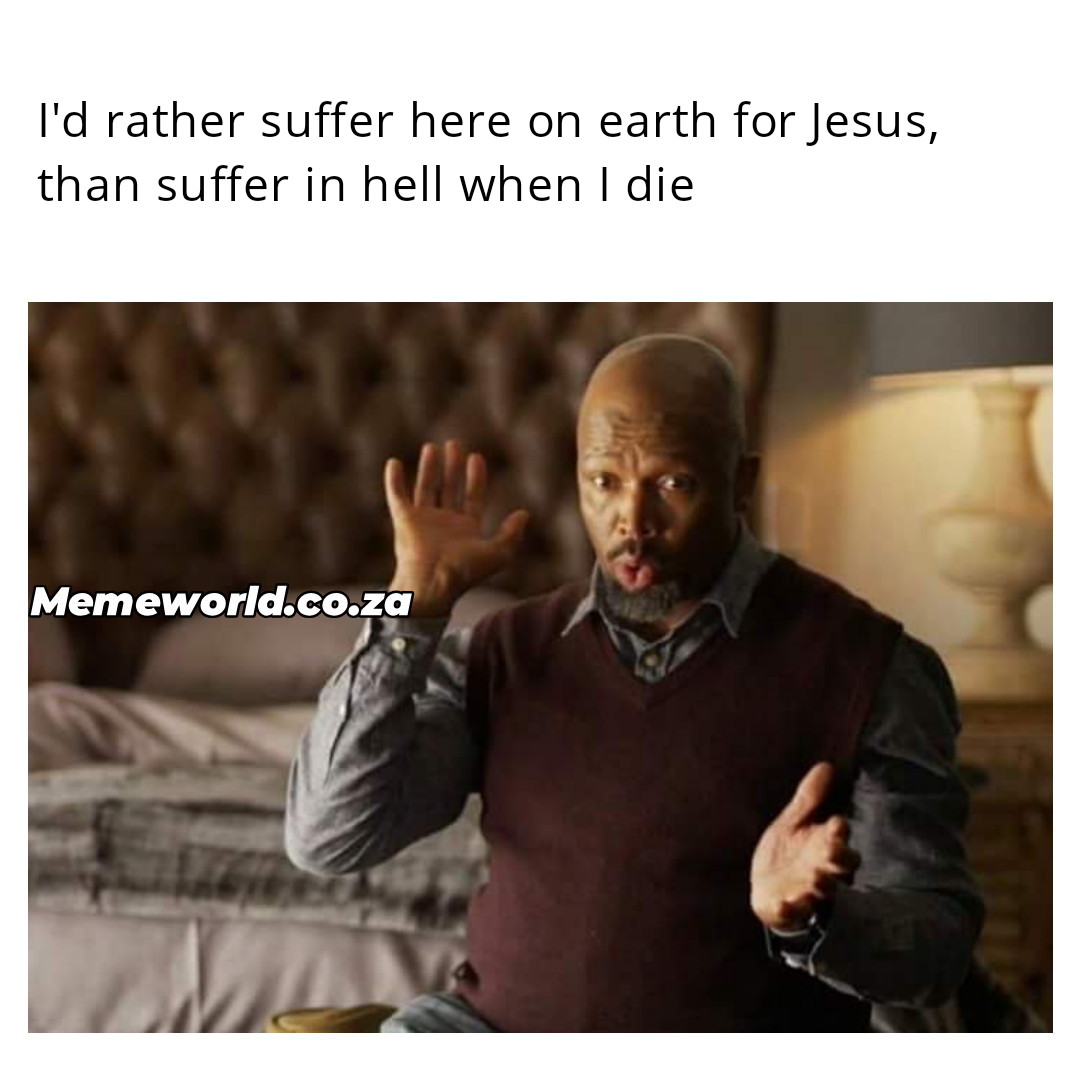 I'd rather suffer here on earth for Jesus,
than suffer in hell when I die
Memeworld.co.za